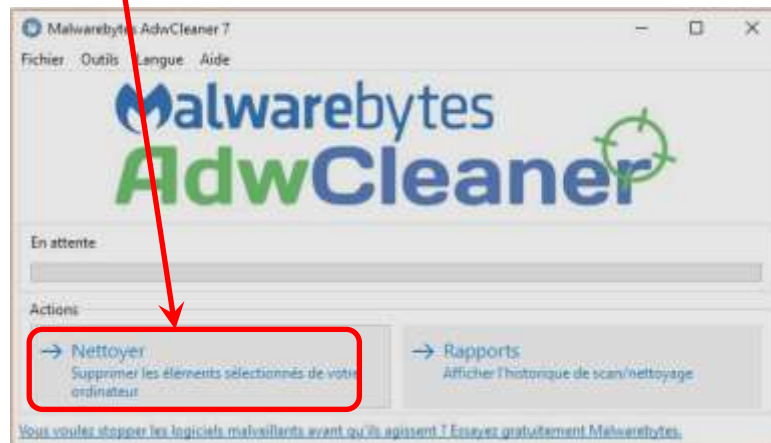 Malwarebytes AdwCleaner 7
Fichier Outils Langue Aide
Malwarebytes
AdwCleaner
En attente
Actions
→ Nettoyer
Supprimer les éléments sélectionnés de votre
ordinateur
→ Rapports
Afficher l'historique de scan/nettoyage
Vous voulez stopper les logiciels malveillants avant qu'ils agissent ? Essayez gratuitement Malwarebytes.